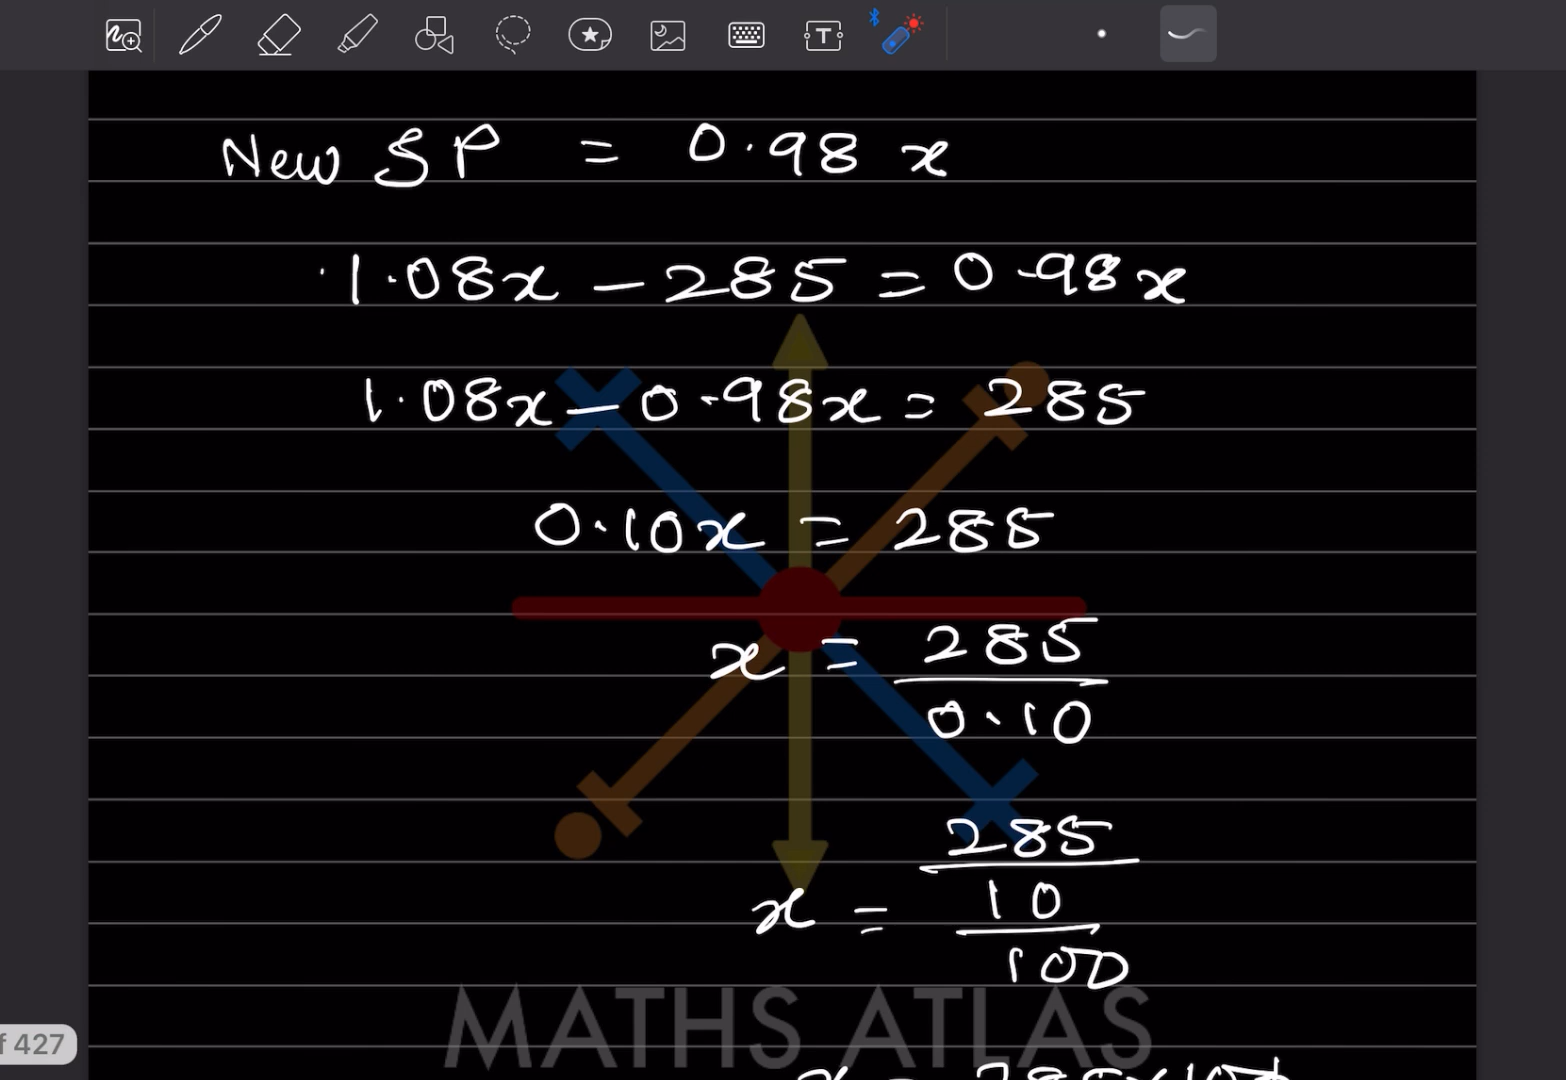 New SP = 0.98 x
1.08x - 285 = 0.98x
1.08x - 0.98x = 285
0.10x = 285
x = 285/0.10
x = 285/10/100
MATHS ATLAS
f 427